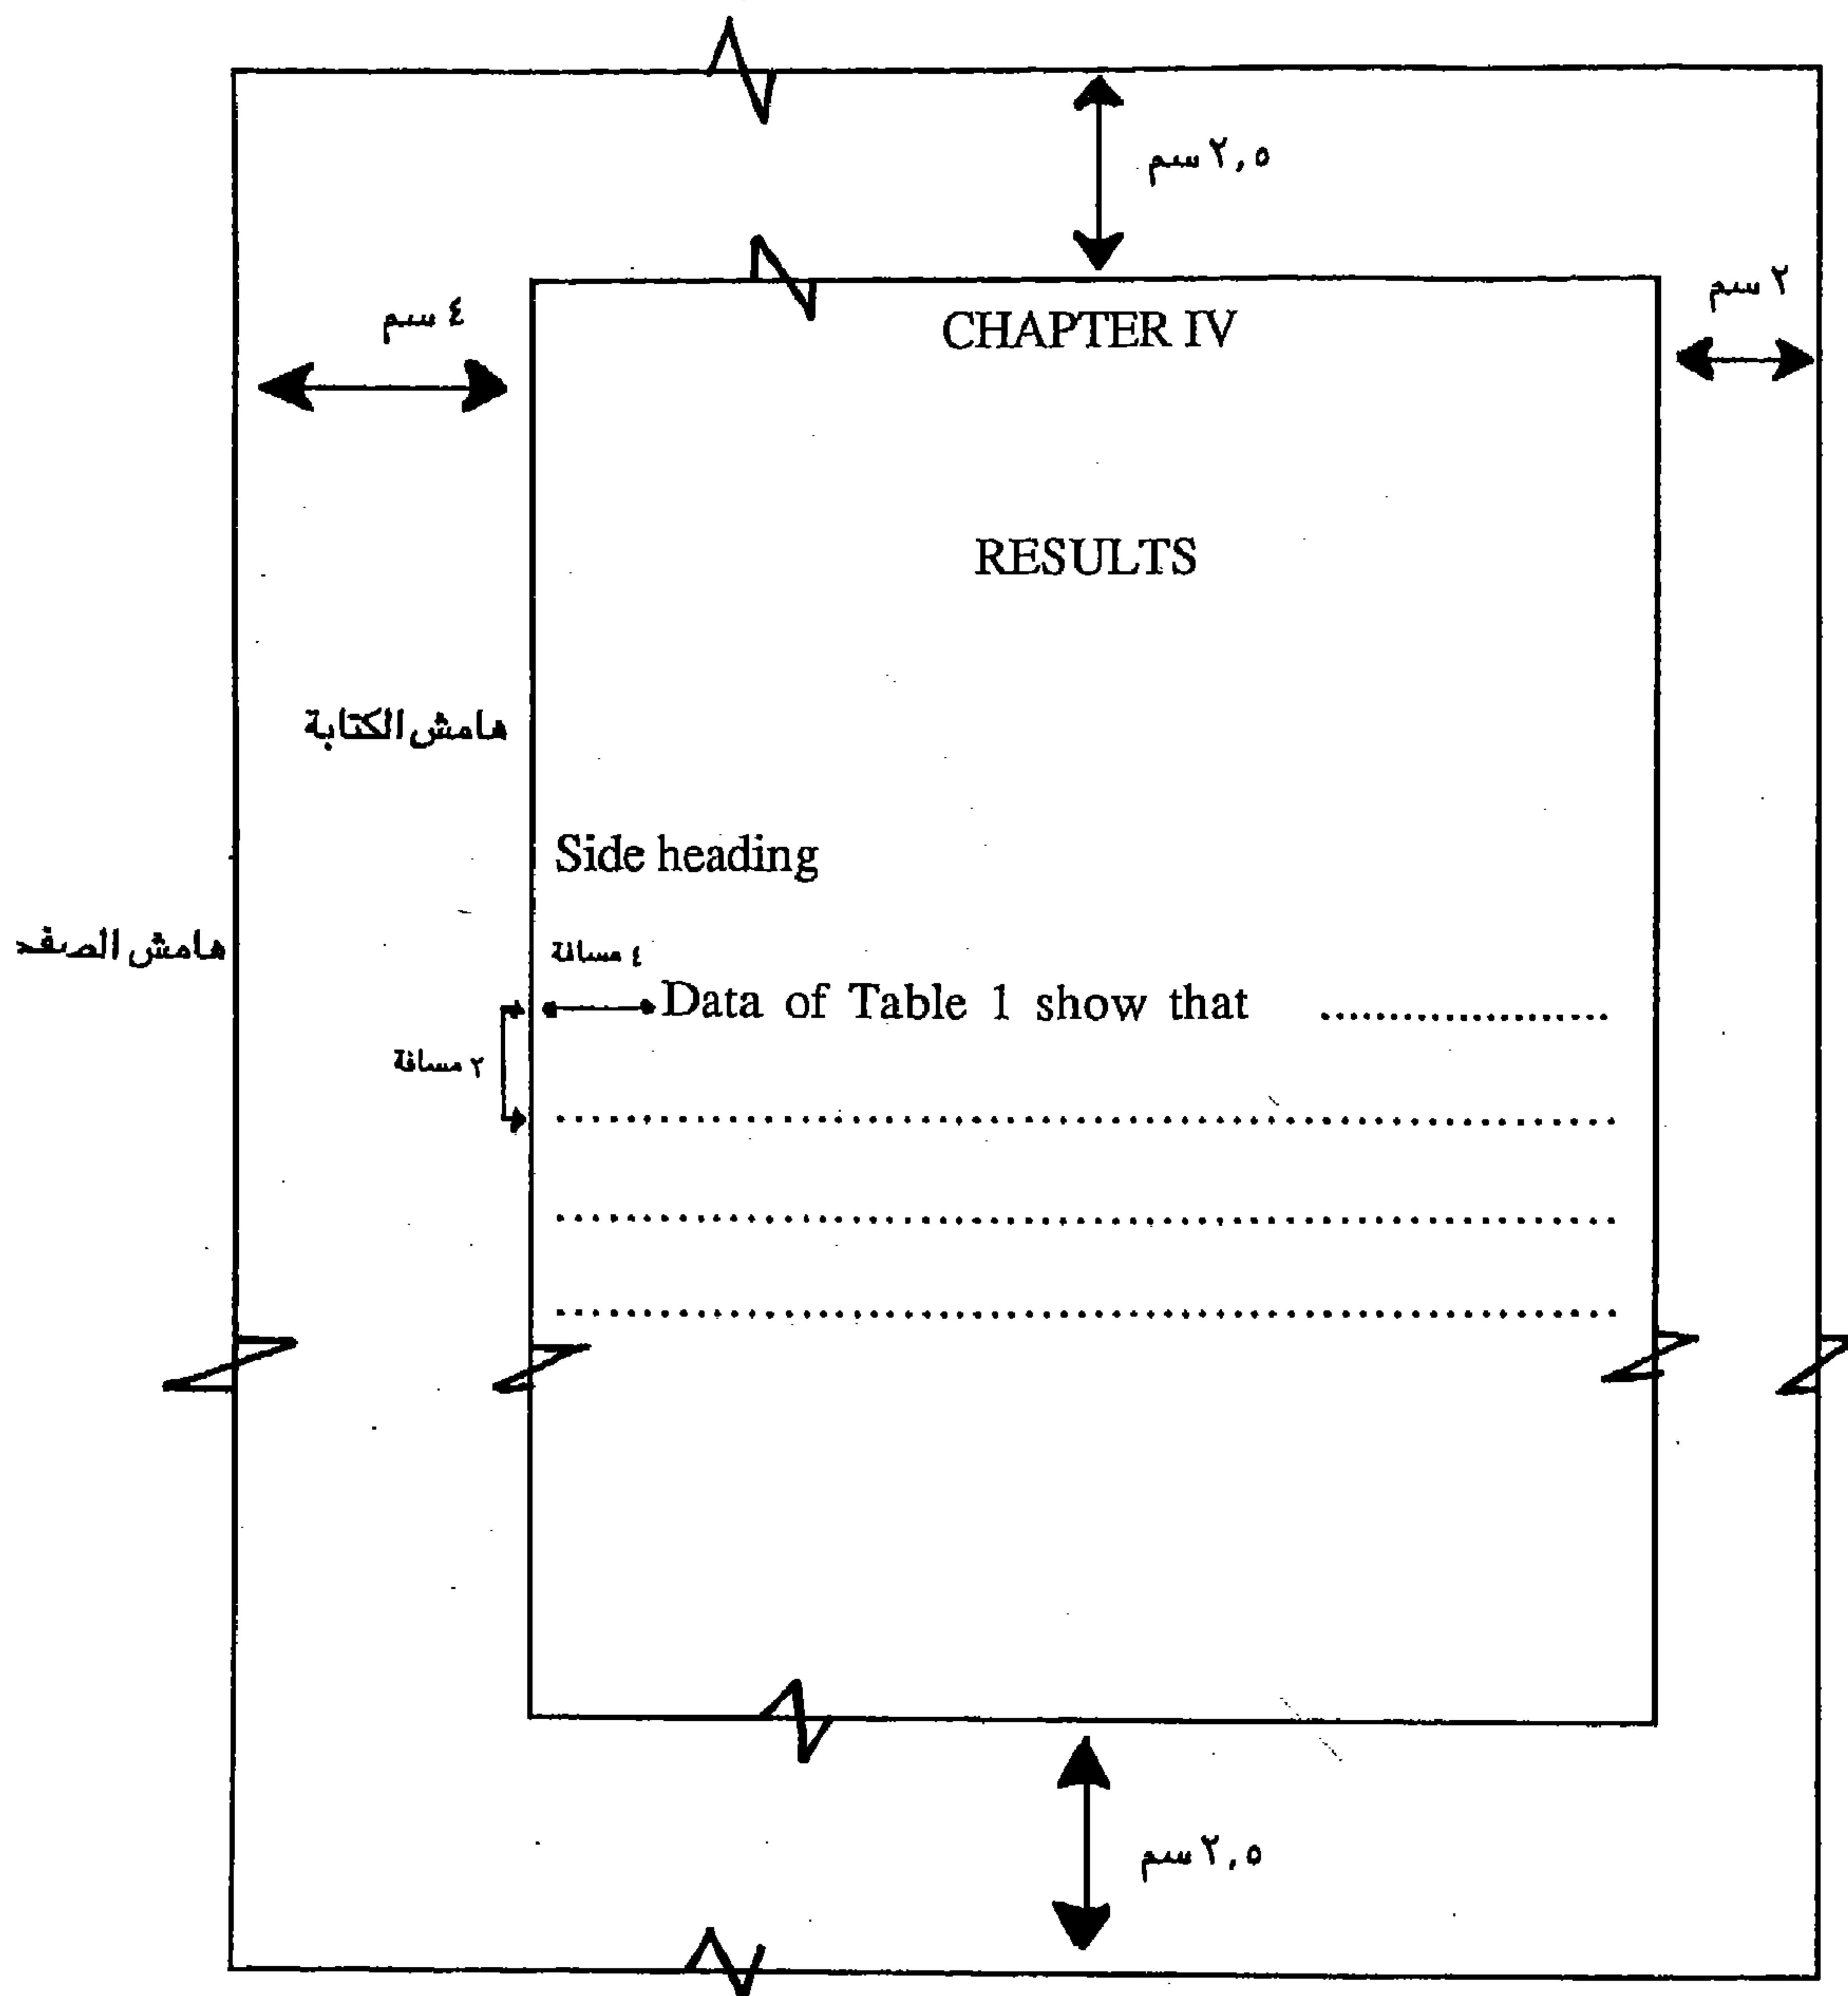 ٢,٥ سم
٢ سم
٤ سم
CHAPTER IV
RESULTS
هامش الكتابة
Side heading
هامش الصفح
٤ مسافة
Data of Table 1 show that ..................
٢ مسافة
..................................................
..................................................
..................................................
٢,٥ سم